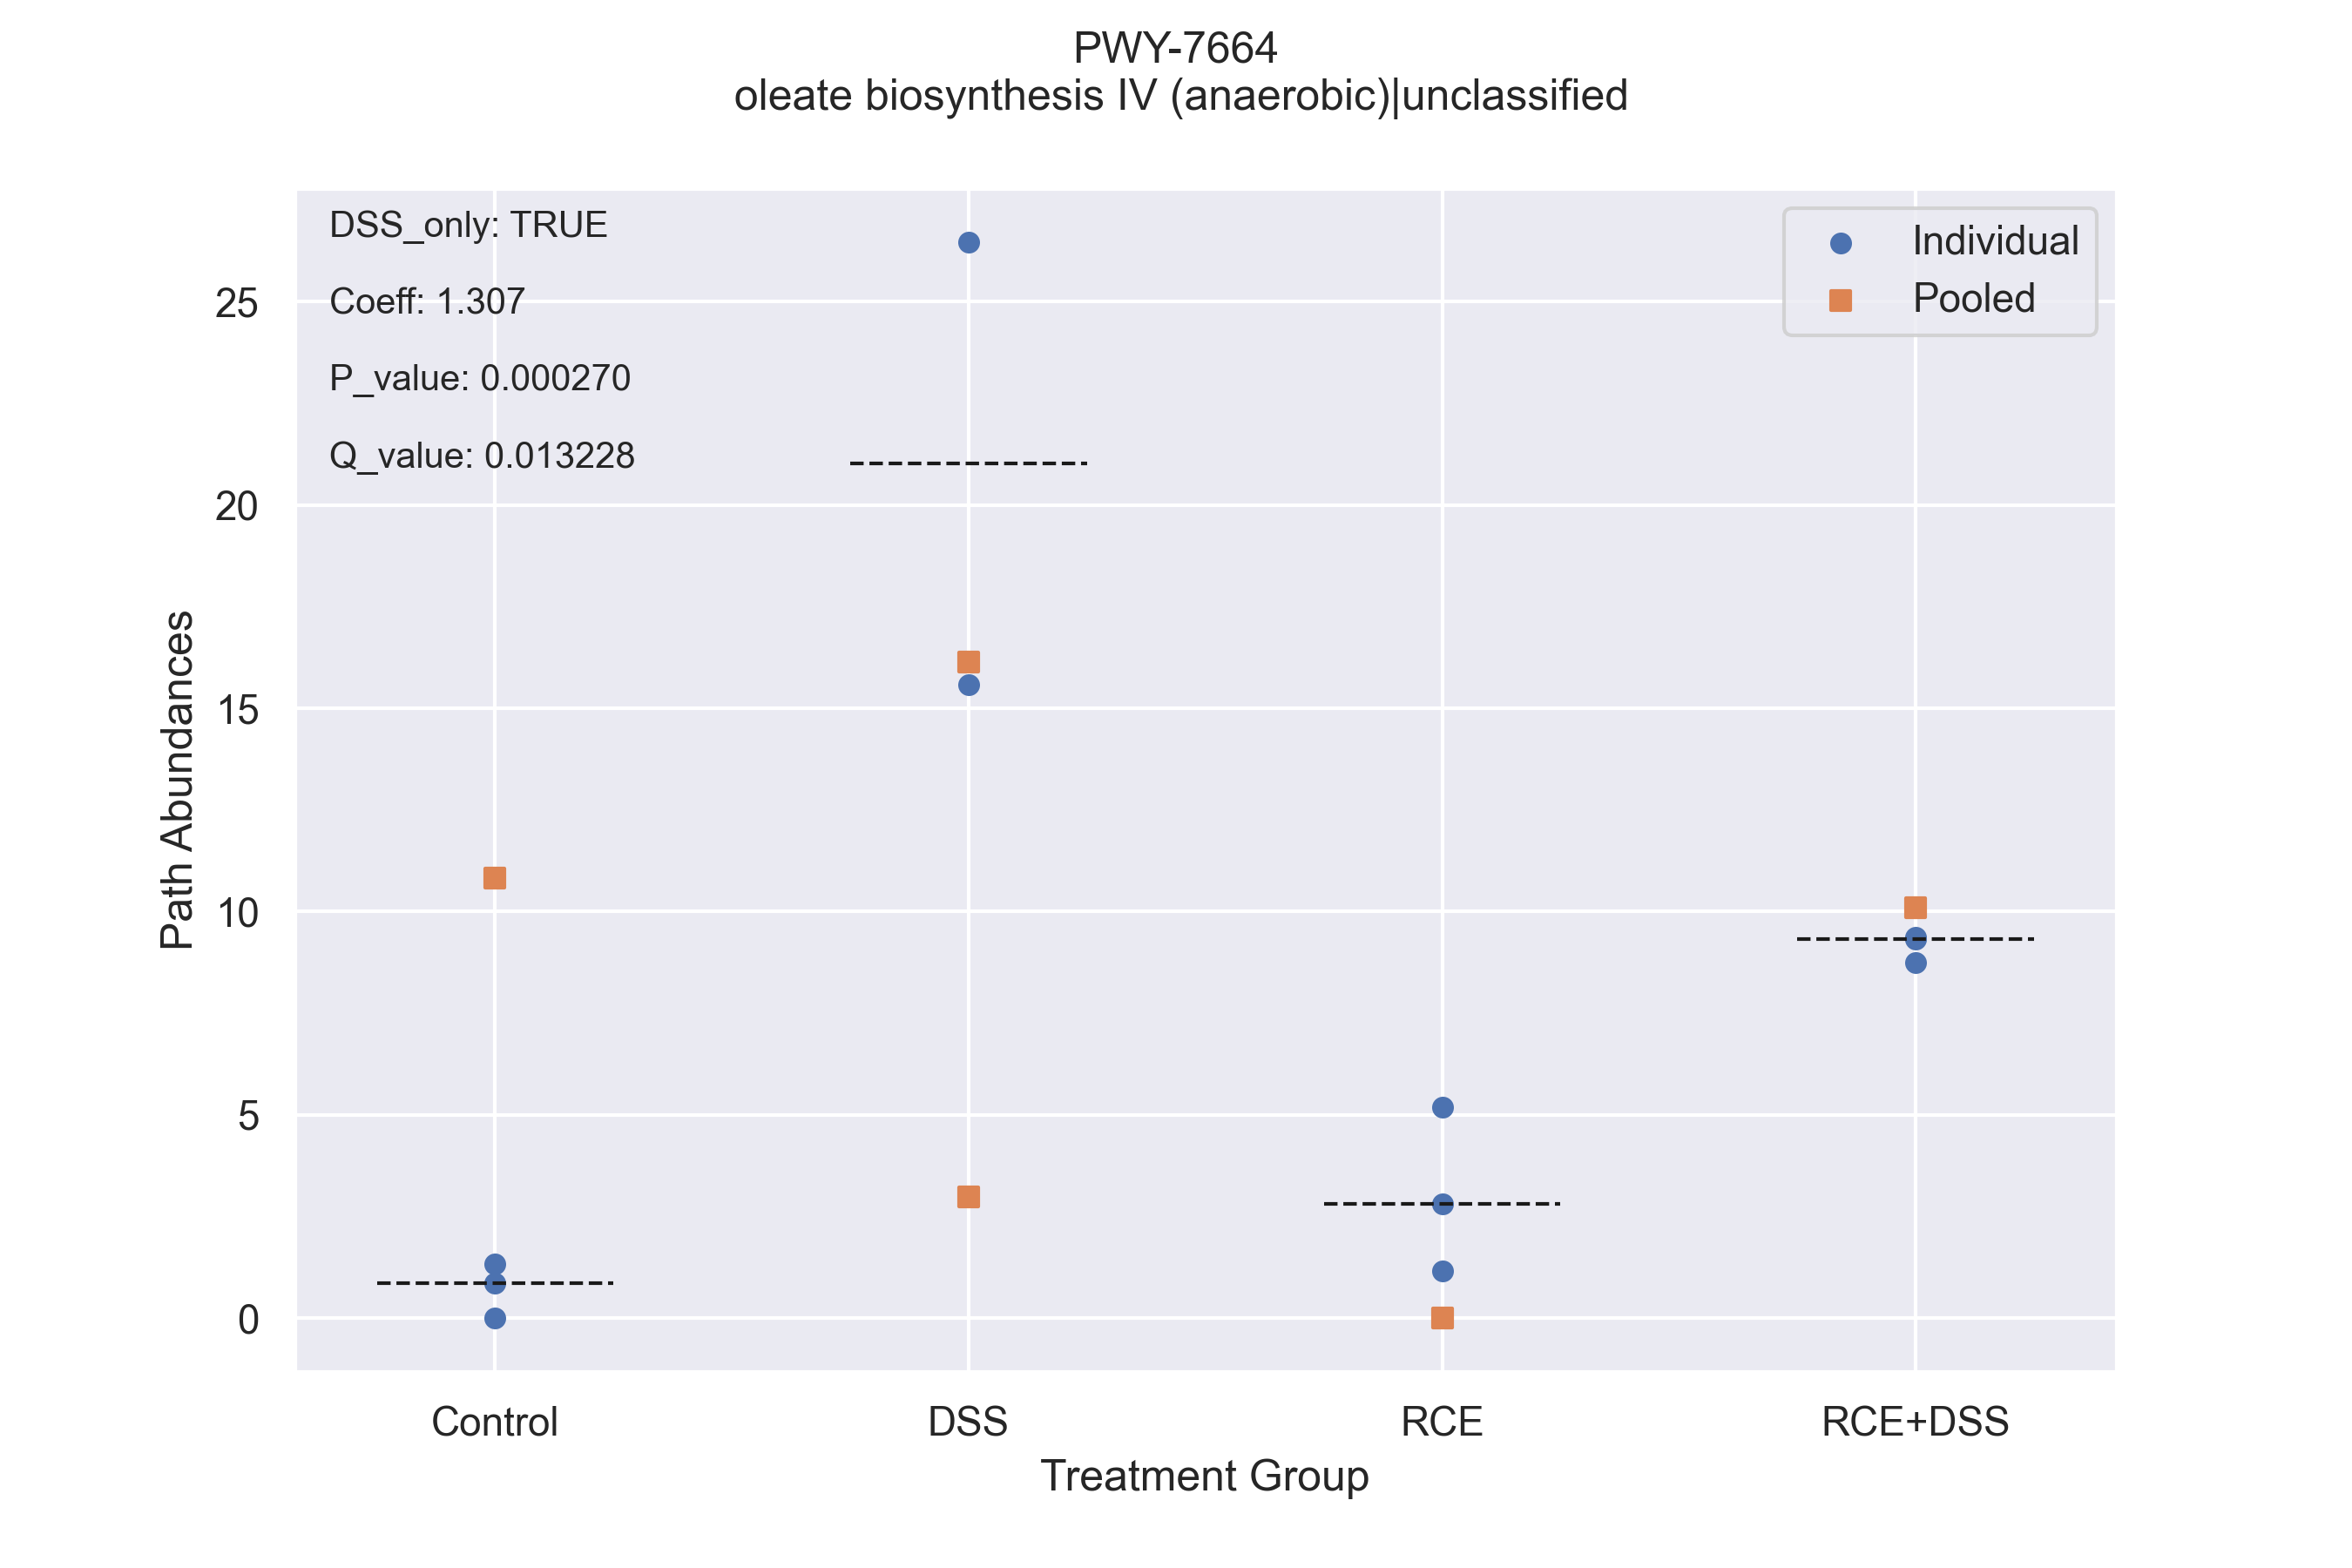 PWY-7664
oleate biosynthesis IV (anaerobic)|unclassified
DSS_only: TRUE
Coeff: 1.307
P_value: 0.000270
Q_value: 0.013228
Individual
Pooled
Path Abundances
25
20
15
10
5
0
Control
DSS
RCE
RCE+DSS
Treatment Group